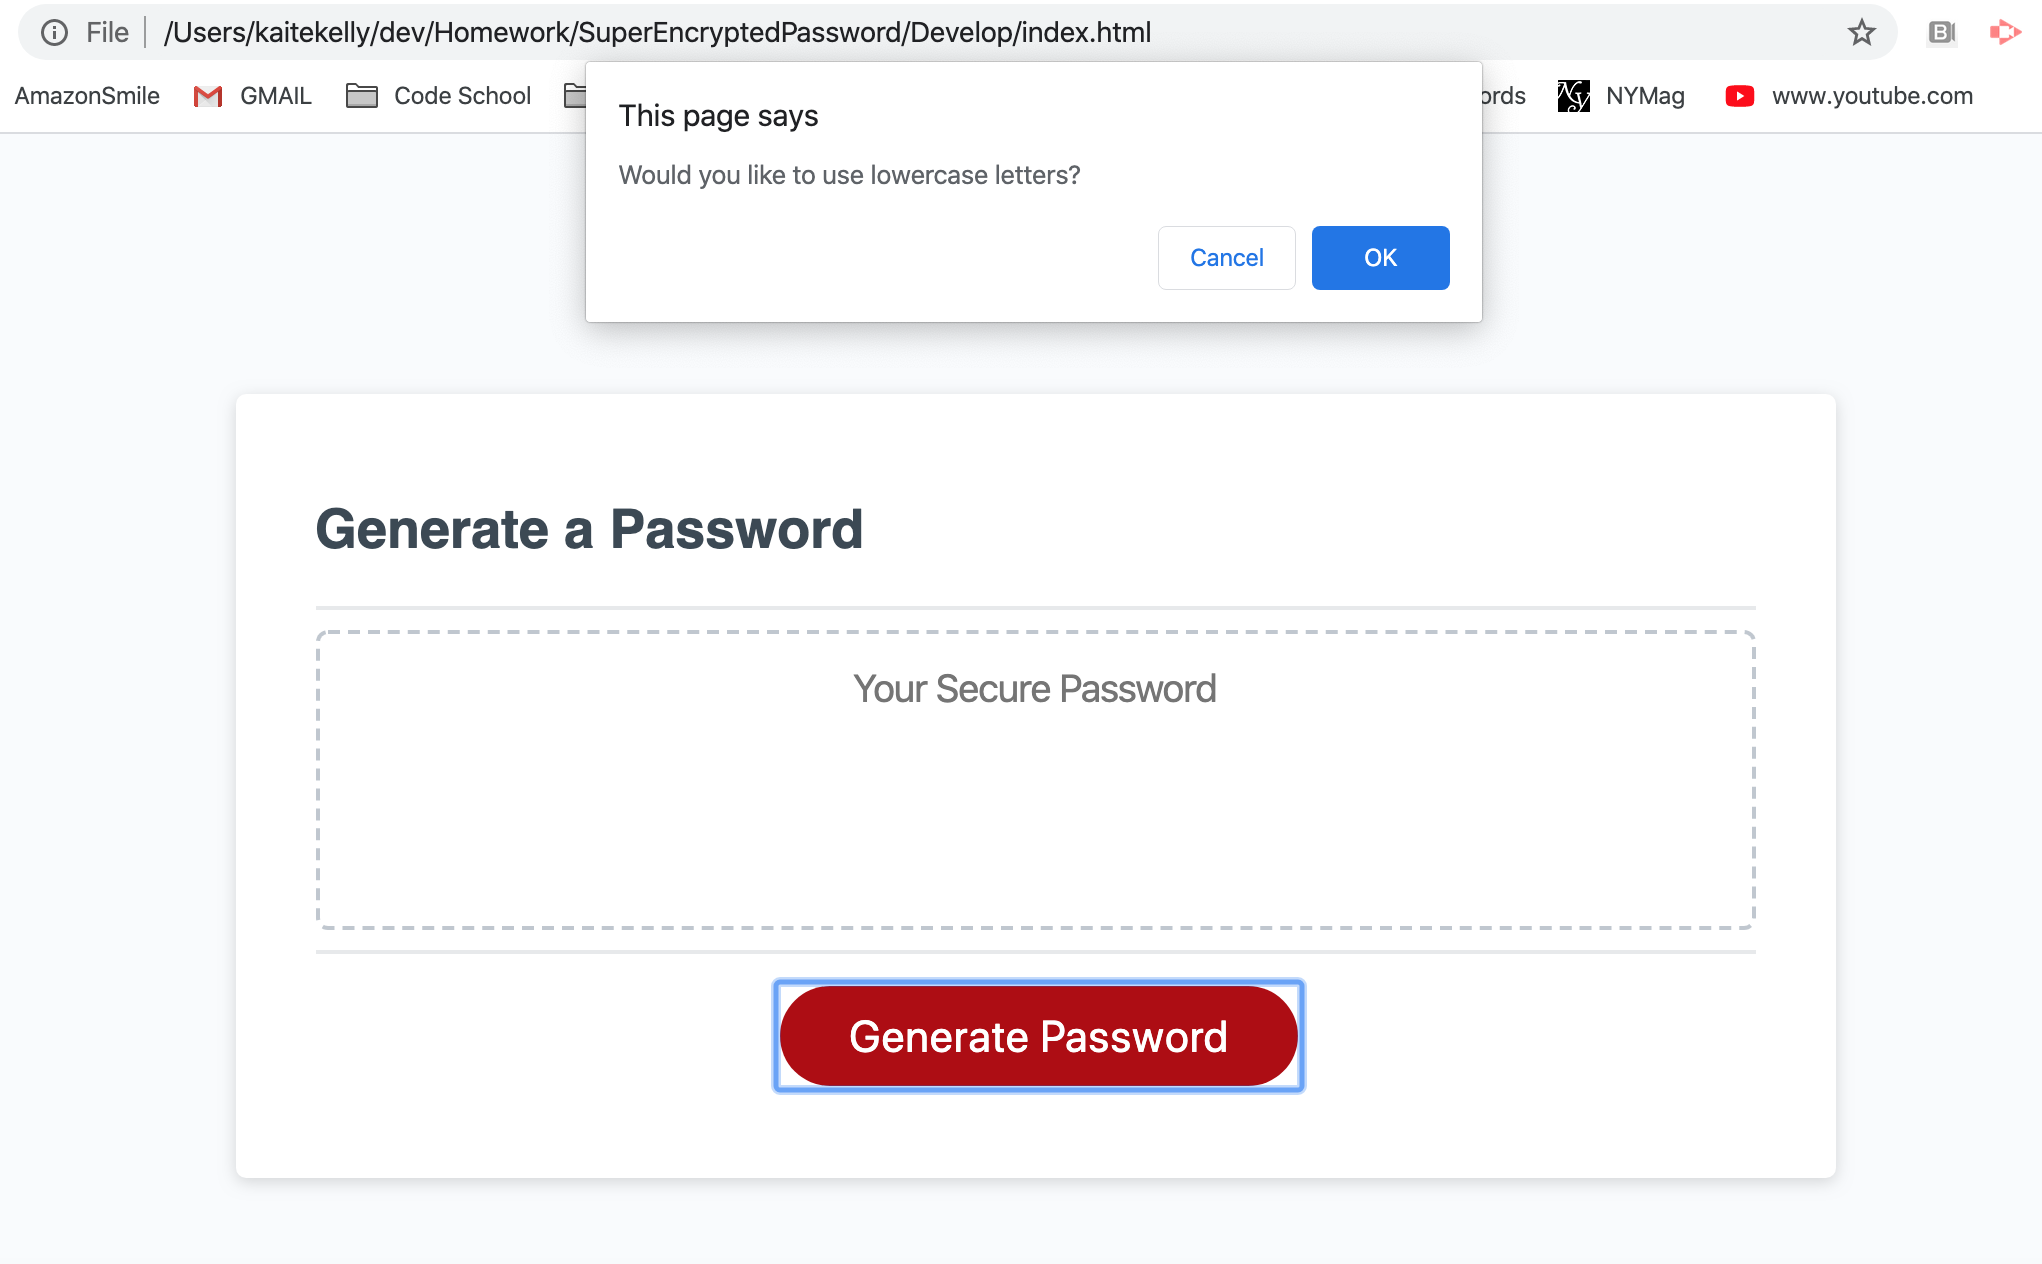 File /Users/kaitekelly/dev/Homework/SuperEncryptedPassword/Develop/index.html
AmazonSmile GMAIL Code School ords NYMag www.youtube.com
This page says
Would you like to use lowercase letters?
Cancel OK
Generate a Password
Your Secure Password
Generate Password